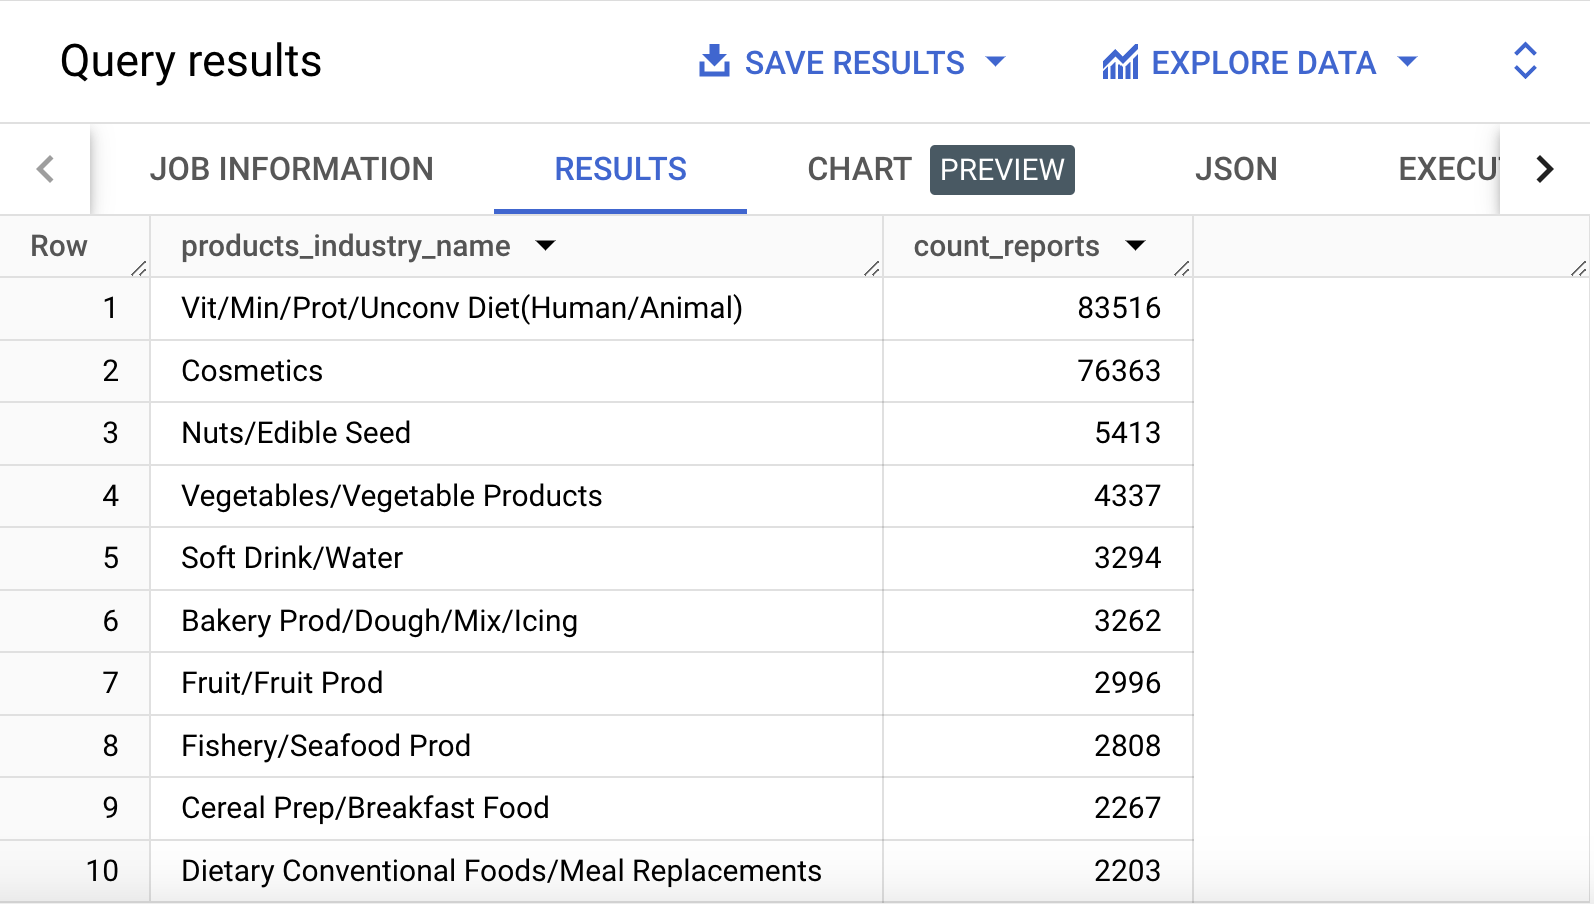 Query results SAVE RESULTS EXPLORE DATA
JOB INFORMATION RESULTS CHART PREVIEW JSON EXECU
Row products_industry_name count_reports
1 Vit/Min/Prot/Unconv Diet(Human/Animal) 83516
2 Cosmetics 76363
3 Nuts/Edible Seed 5413
4 Vegetables/Vegetable Products 4337
5 Soft Drink/Water 3294
6 Bakery Prod/Dough/Mix/Icing 3262
7 Fruit/Fruit Prod 2996
8 Fishery/Seafood Prod 2808
9 Cereal Prep/Breakfast Food 2267
10 Dietary Conventional Foods/Meal Replacements 2203